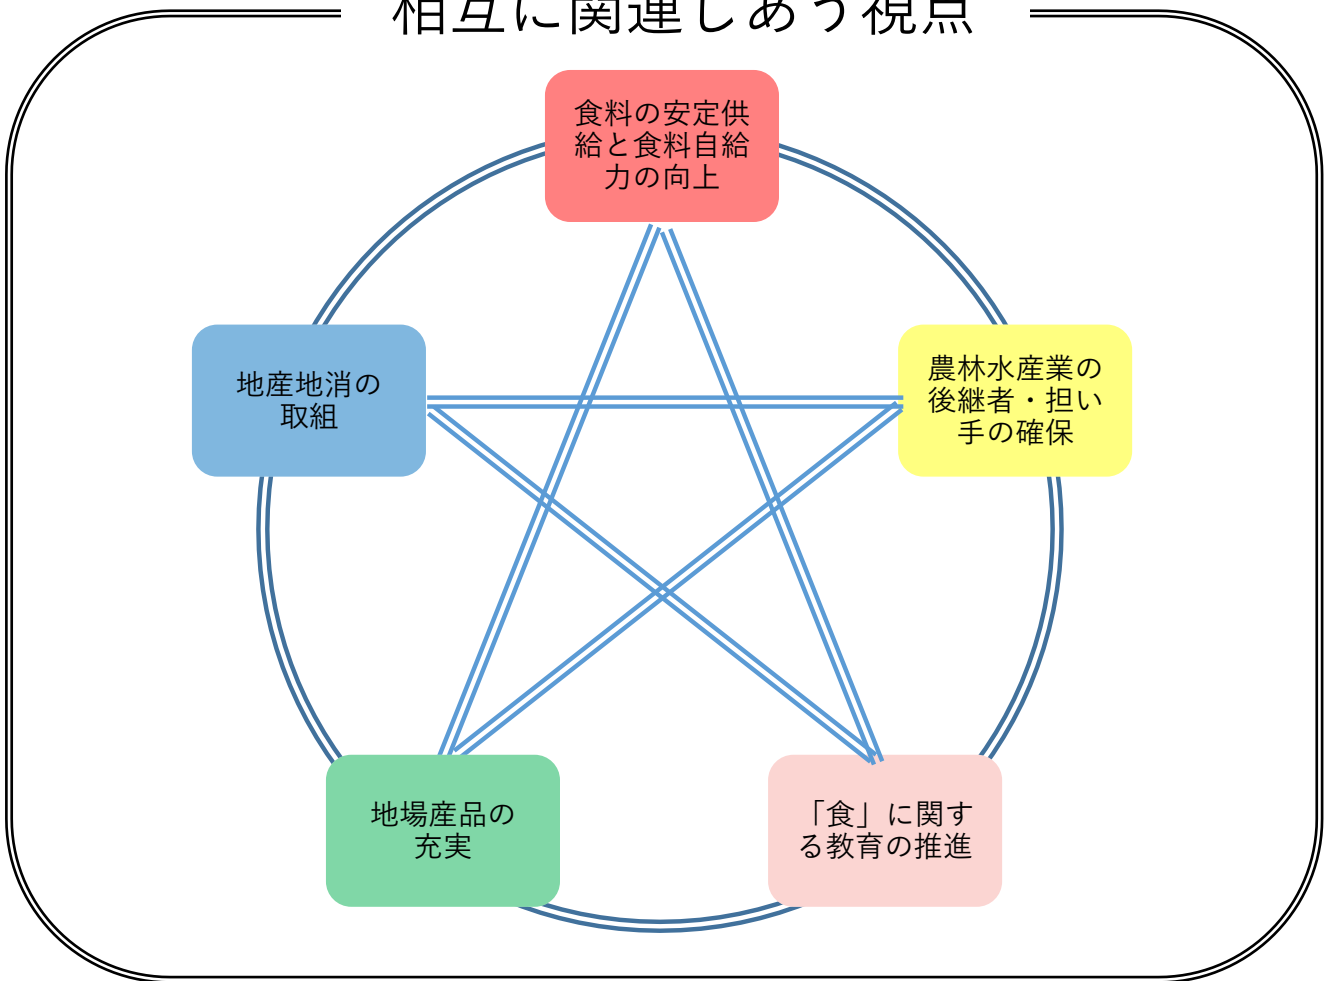 相互に関連しあう視点
食料の安定供
給と食料自給
力の向上
地産地消の
取組
農林水産業の
後継者・担い
手の確保
地場産品の
充実
「食」に関す
る教育の推進